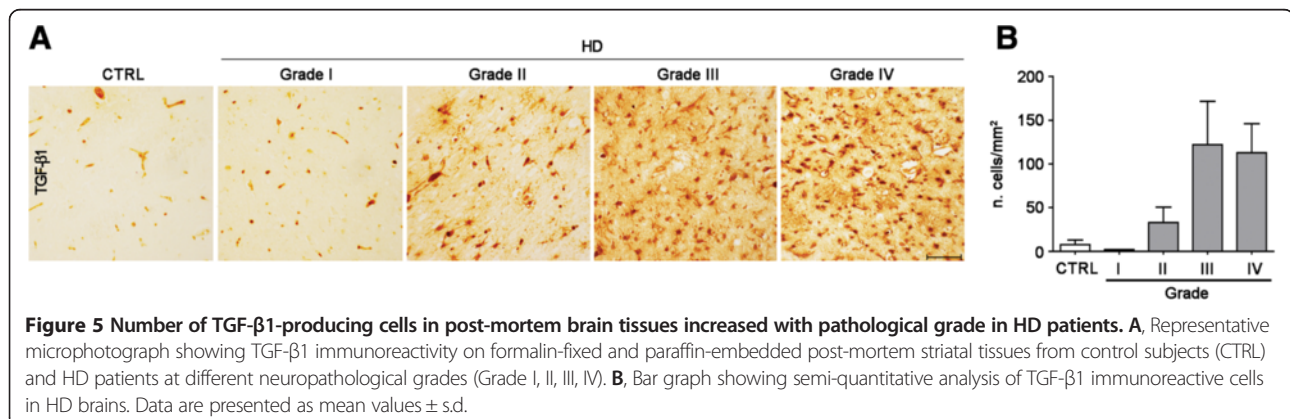 A
HD
CTRL
Grade I
Grade II
Grade III
Grade IV
TGF-β1
B
n. cells/mm²
200
150
100
50
0
CTRL
I
II
III
IV
Grade
Figure 5 Number of TGF-β1-producing cells in post-mortem brain tissues increased with pathological grade in HD patients. A, Representative
microphotograph showing TGF-β1 immunoreactivity on formalin-fixed and paraffin-embedded post-mortem striatal tissues from control subjects (CTRL)
and HD patients at different neuropathological grades (Grade I, II, III, IV). B, Bar graph showing semi-quantitative analysis of TGF-β1 immunoreactive cells
in HD brains. Data are presented as mean values ± s.d.